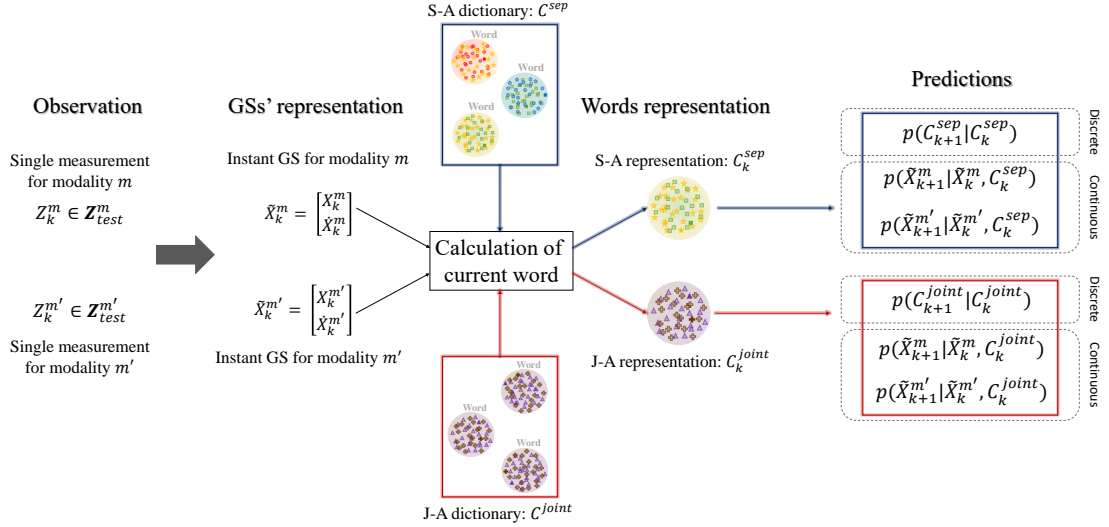 S-A dictionary: C^{sep}
Word
Word
Word
Observation
Single measurement
for modality m
Z_k^m ∈ Z_{test}^m
Z_k^{m'} ∈ Z_{test}^{m'}
Single measurement
for modality m'
GSs' representation
Instant GS for modality m
X̃_k^m = [X_k^m
Ẋ_k^m]
X̃_k^{m'} = [X_k^{m'}
Ẋ_k^{m'}]
Instant GS for modality m'
Calculation of
current word
Word
Word
Word
J-A dictionary: C^{joint}
Words representation
S-A representation: C_k^{sep}
J-A representation: C_k^{joint}
Predictions
p(C_{k+1}^{sep}|C_k^{sep})
Discrete
p(X̃_{k+1}^m|X̃_k^m, C_k^{sep})
p(X̃_{k+1}^{m'}|X̃_k^{m'}, C_k^{sep})
Continuous
p(C_{k+1}^{joint}|C_k^{joint})
Discrete
p(X̃_{k+1}^m|X̃_k^m, C_k^{joint})
p(X̃_{k+1}^{m'}|X̃_k^{m'}, C_k^{joint})
Continuous